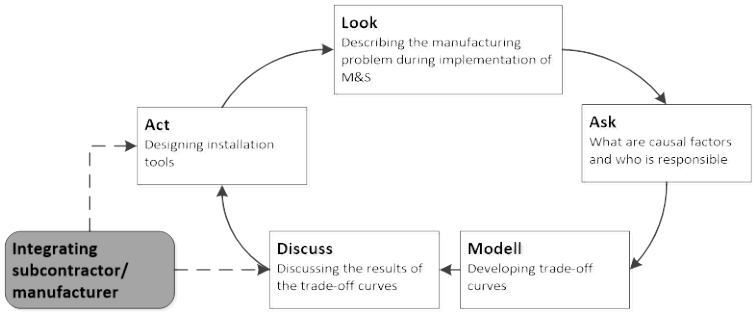 Look
Describing the manufacturing
problem during implementation of
M&S
Act
Designing installation
tools
Ask
What are causal factors
and who is responsible
Integrating
subcontractor/
manufacturer
Discuss
Discussing the results of
the trade-off curves
Modell
Developing trade-off
curves